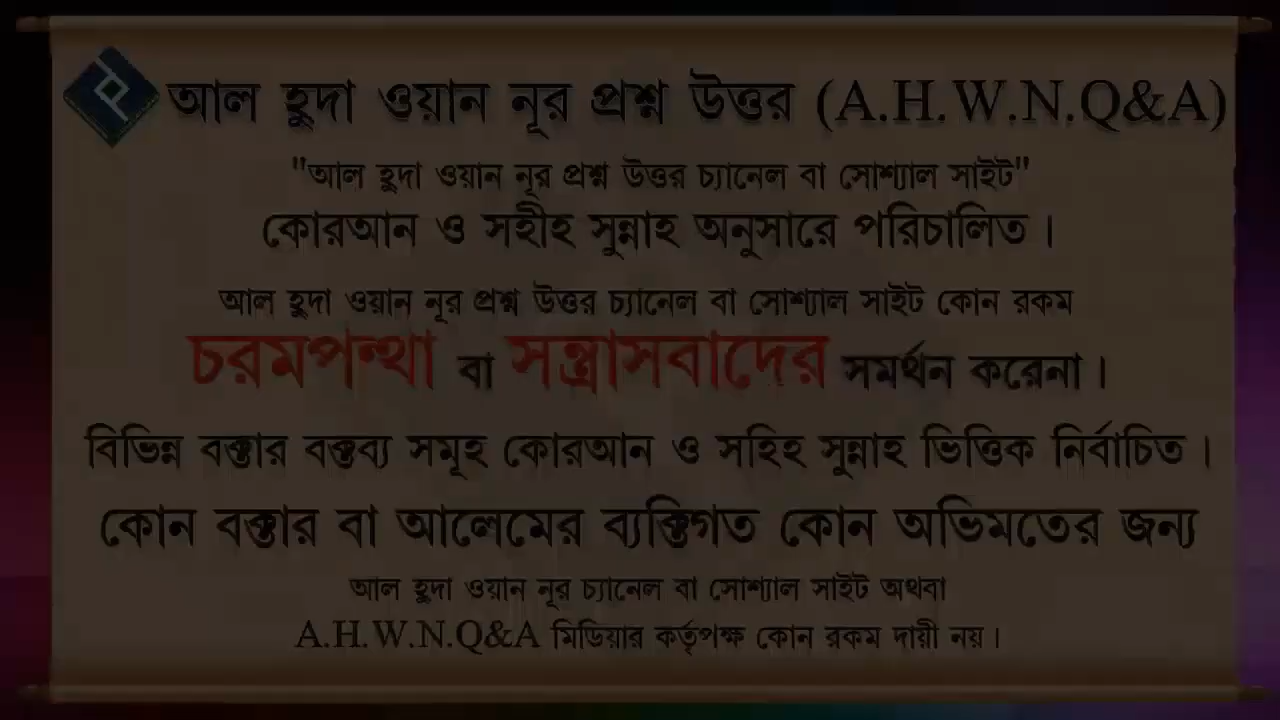 আল হুদা ওয়ান নূর প্রশ্ন উত্তর (A.H.W.N.Q&A)
"আল হুদা ওয়ান নূর প্রশ্ন উত্তর চ্যানেল বা সোশ্যাল সাইট"
কোরআন ও সহীহ সুন্নাহ অনুসারে পরিচালিত।
আল হুদা ওয়ান নূর প্রশ্ন উত্তর চ্যানেল বা সোশ্যাল সাইট কোন রকম
চরমপন্থা বা সন্ত্রাসবাদের সমর্থন করেনা।
বিভিন্ন বক্তার বক্তব্য সমূহ কোরআন ও সহিহ সুন্নাহ ভিত্তিক নির্বাচিত।
কোন বক্তার বা আলেমের ব্যক্তিগত কোন অভিমতের জন্য
আল হুদা ওয়ান নূর চ্যানেল বা সোশ্যাল সাইট অথবা
A.H.W.N.Q&A মিডিয়ার কর্তৃপক্ষ কোন রকম দায়ী নয়।